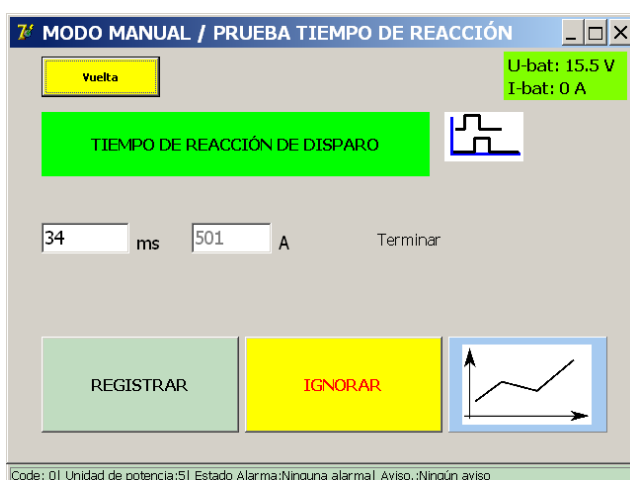 MODO MANUAL / PRUEBA TIEMPO DE REACCIÓN
Vuelta
U-bat: 15.5 V
I-bat: 0 A
TIEMPO DE REACCIÓN DE DISPARO
34 ms 501 A Terminar
REGISTRAR IGNORAR
Code: 0| Unidad de potencia:5| Estado Alarma:Ninguna alarma| Aviso.:Ningún aviso